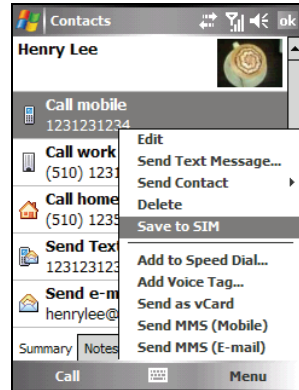 Contacts
ok
Henry Lee
Call mobile
1231231234
Call work
(510) 1231
Call home
(510) 1235
Send Text
123123123
Send e-m
henrylee@
Edit
Send Text Message...
Send Contact
Delete
Save to SIM
Add to Speed Dial...
Add Voice Tag...
Send as vCard
Send MMS (Mobile)
Send MMS (E-mail)
Summary Notes
Call Menu